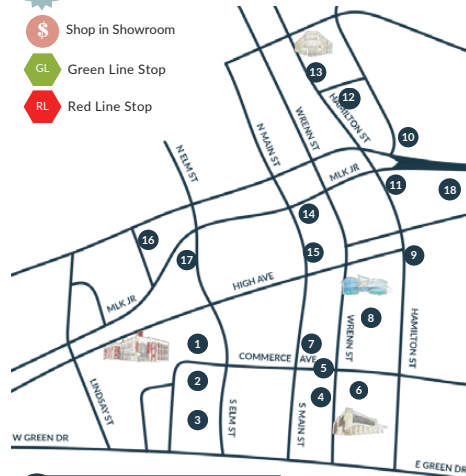 $ Shop in Showroom
GL Green Line Stop
RL Red Line Stop
13
12
HAMILTON ST
WRENN ST
N MAIN ST
10
N ELM ST
MLK JR
11
18
14
16
17
15
9
HIGH AVE
MLK JR
8
WRENN ST
HAMILTON ST
1
7
COMMERCE AVE
5
2
6
4
LINDSAY ST
3
S ELM ST
S MAIN ST
W GREEN DR
E GREEN DR